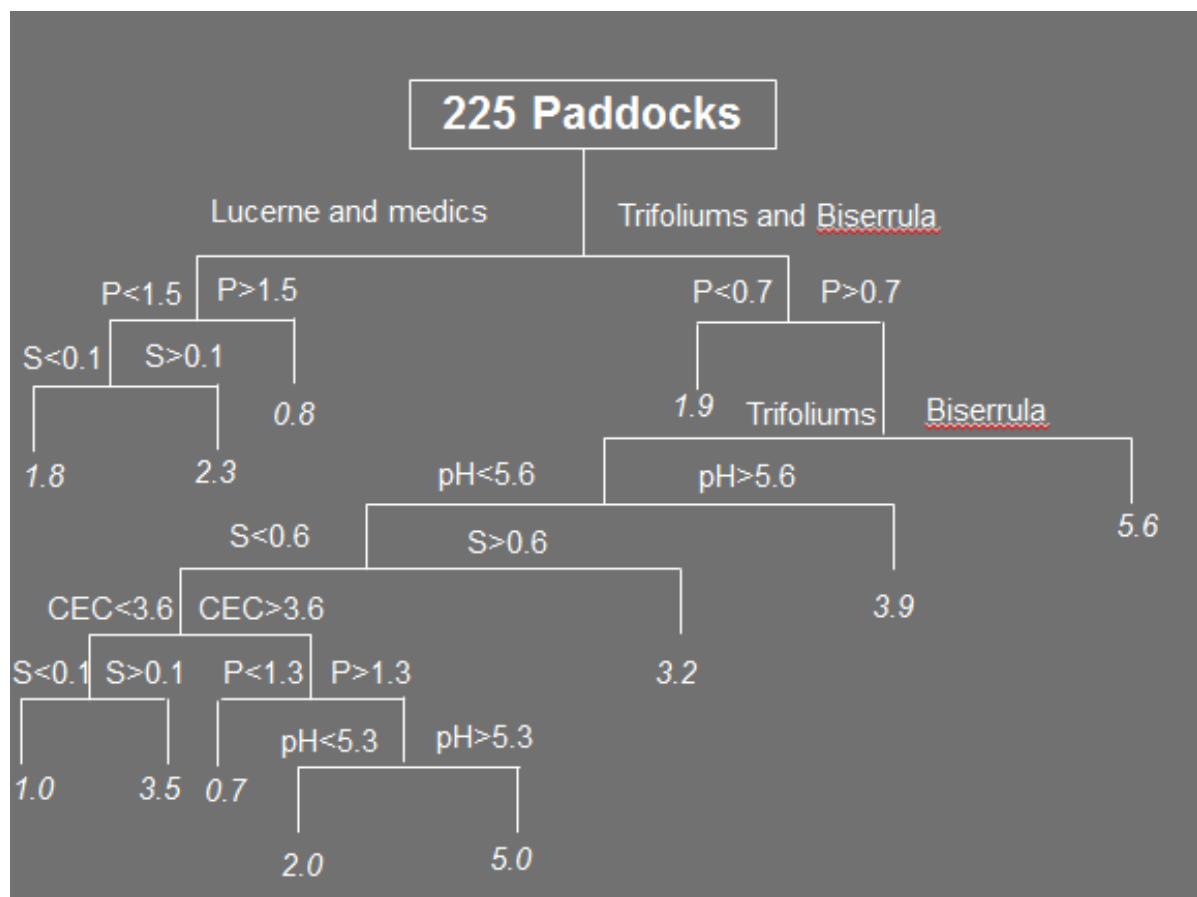 225 Paddocks
Lucerne and medics
Trifoliums and Biserrula
P<1.5
P>1.5
P<0.7
P>0.7
S<0.1
S>0.1
0.8
1.9
Trifoliums
Biserrula
1.8
2.3
pH<5.6
pH>5.6
5.6
S<0.6
S>0.6
3.9
CEC<3.6
CEC>3.6
3.2
S<0.1
S>0.1
P<1.3
P>1.3
pH<5.3
pH>5.3
1.0
3.5
0.7
2.0
5.0